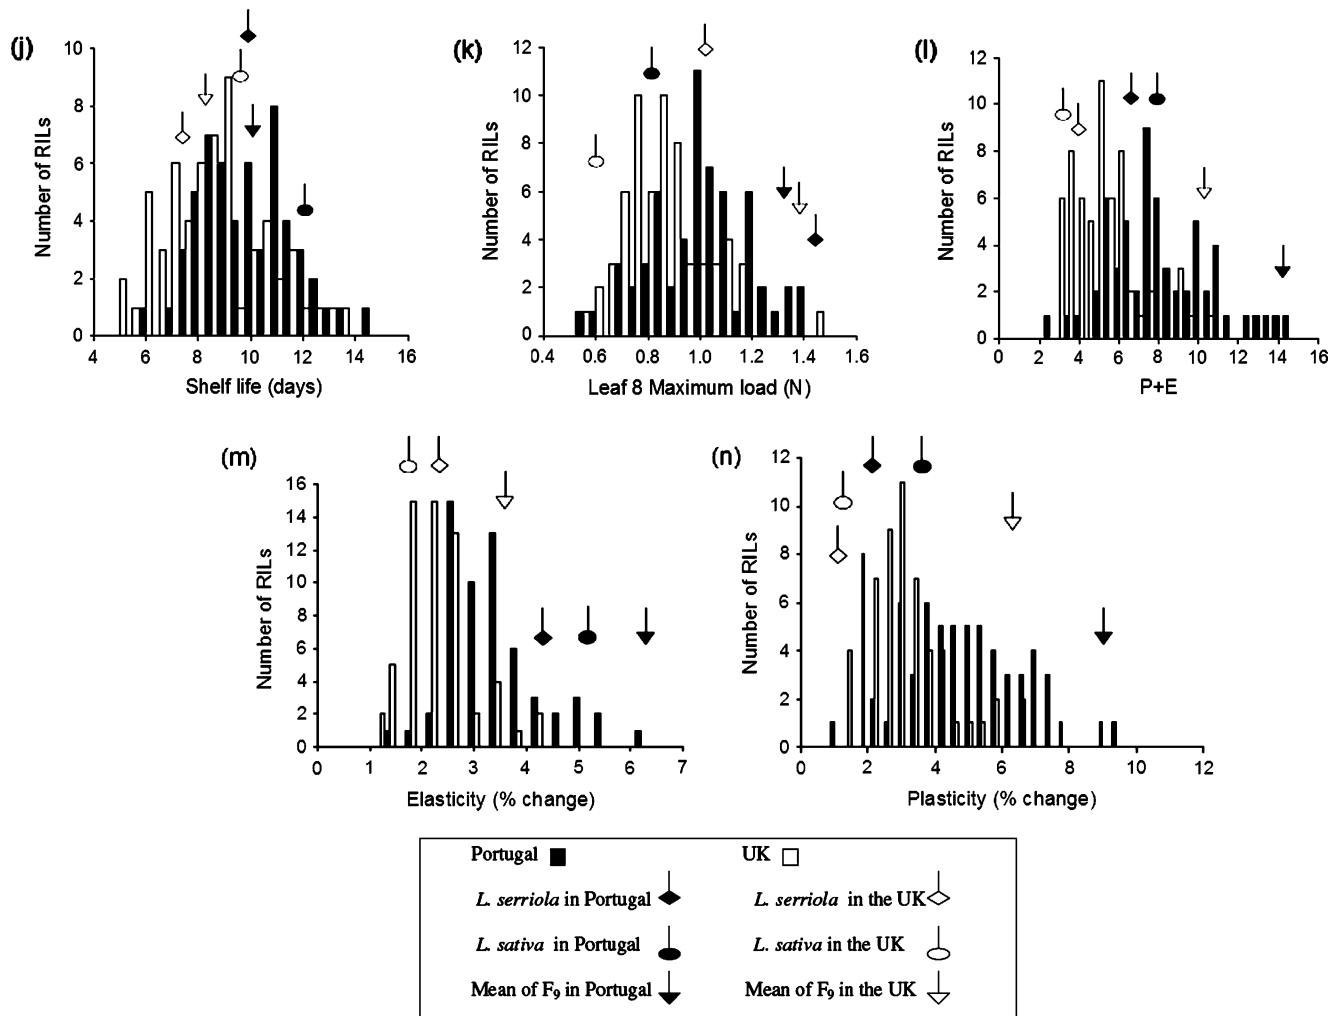 (j)
Number of RILs
10
8
6
4
2
0
4 6 8 10 12 14 16
Shelf life (days)
(k)
Number of RILs
12
10
8
6
4
2
0
0.4 0.6 0.8 1.0 1.2 1.4 1.6
Leaf 8 Maximum load (N)
(l)
Number of RILs
12
10
8
6
4
2
0
0 2 4 6 8 10 12 14 16
P+E
(m)
Number of RILs
16
14
12
10
8
6
4
2
0
0 1 2 3 4 5 6 7
Elasticity (% change)
(n)
Number of RILs
12
10
8
6
4
2
0
0 2 4 6 8 10 12
Plasticity (% change)
Portugal UK
L. serriola in Portugal L. serriola in the UK
L. sativa in Portugal L. sativa in the UK
Mean of F9 in Portugal Mean of F9 in the UK